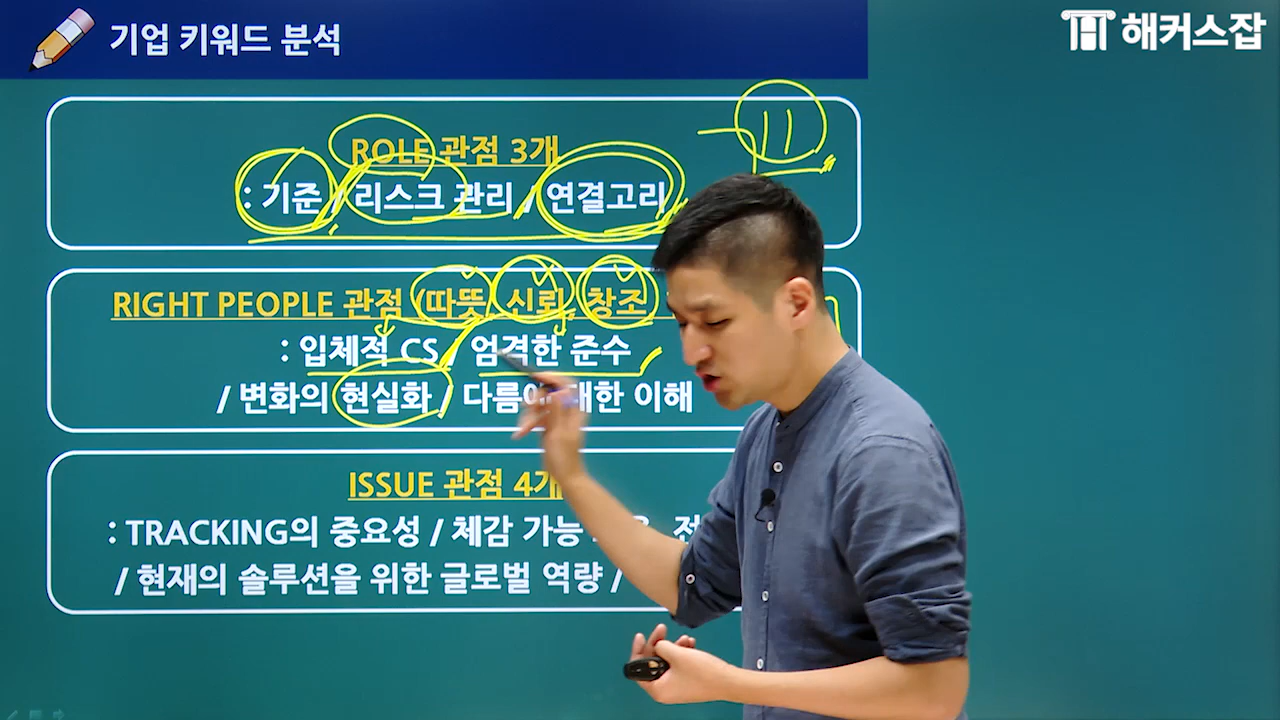 기업 키워드 분석
해커스잡
11
ROLE 관점 3개
: 기준 / 리스크 관리 / 연결고리
RIGHT PEOPLE 관점 (따뜻, 신뢰, 창조
: 입체적 CS / 엄격한 준수
/ 변화의 현실화 / 다름에 대한 이해
ISSUE 관점 4개
: TRACKING의 중요성 / 체감 가능
/ 현재의 솔루션을 위한 글로벌 역량 /